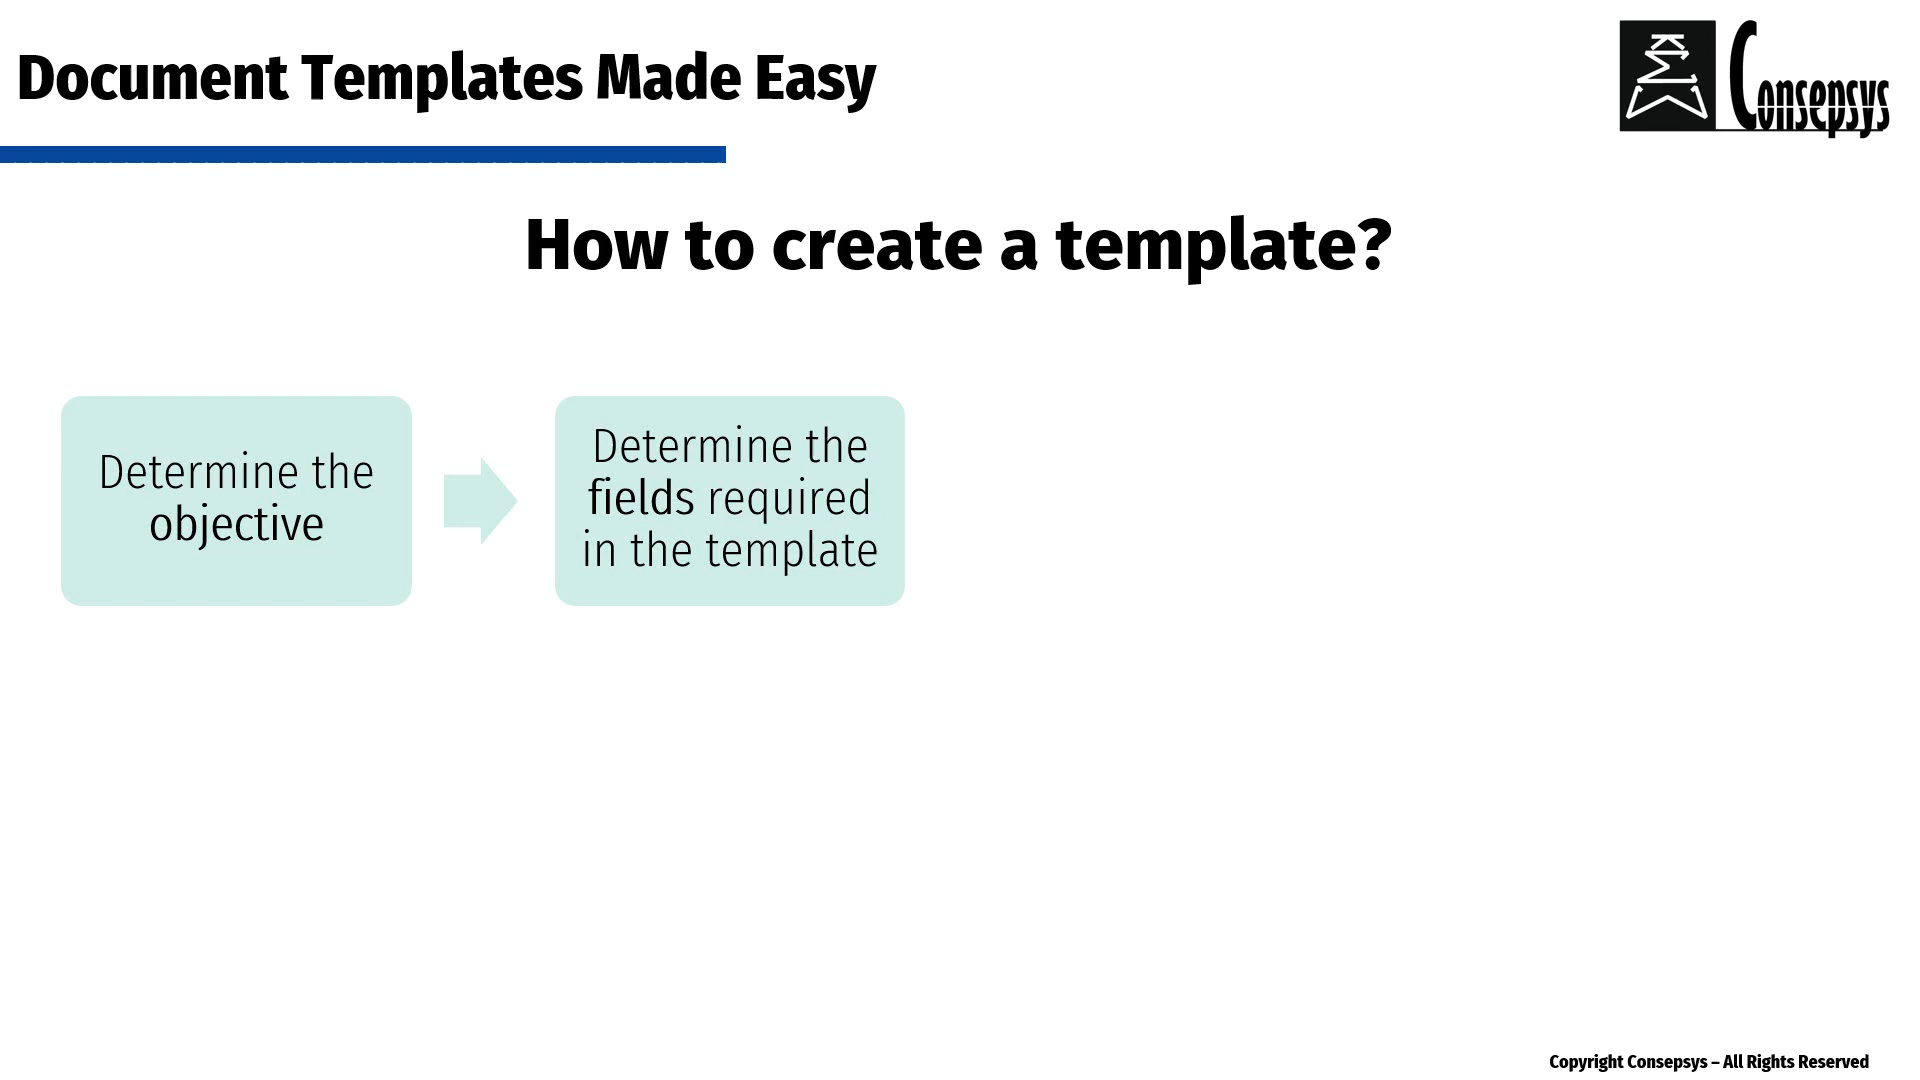 Document Templates Made Easy
Consepsys
How to create a template?
Determine the
objective
Determine the
fields required
in the template
Copyright Consepsys – All Rights Reserved